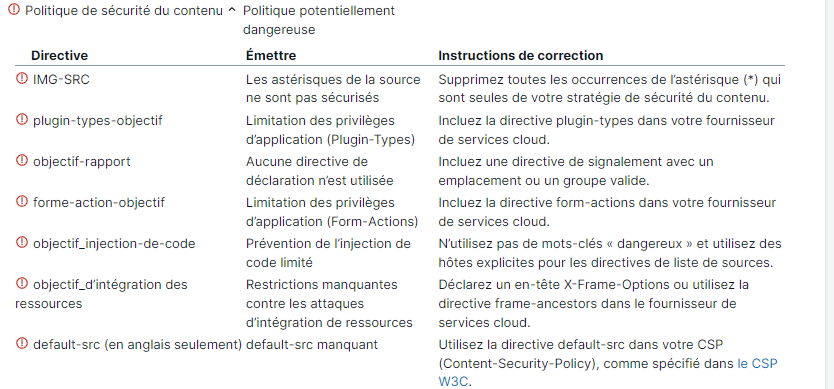 Politique de sécurité du contenu Politique potentiellement
dangereuse
Directive Émettre Instructions de correction
IMG-SRC Les astérisques de la source Supprimez toutes les occurrences de l’astérisque (*) qui
ne sont pas sécurisés sont seules de votre stratégie de sécurité du contenu.
plugin-types-objectif Limitation des privilèges Incluez la directive plugin-types dans votre fournisseur
d’application (Plugin-Types) de services cloud.
objectif-rapport Aucune directive de Incluez une directive de signalement avec un
déclaration n’est utilisée emplacement ou un groupe valide.
forme-action-objectif Limitation des privilèges Incluez la directive form-actions dans votre fournisseur
d’application (Form-Actions) de services cloud.
objectif_injection-de-code Prévention de l’injection de N’utilisez pas de mots-clés « dangereux » et utilisez des
code limité hôtes explicites pour les directives de liste de sources.
objectif_d’intégration des Restrictions manquantes Déclarez un en-tête X-Frame-Options ou utilisez la
ressources contre les attaques directive frame-ancestors dans le fournisseur de
d’intégration de ressources services cloud.
default-src (en anglais seulement) default-src manquant Utilisez la directive default-src dans votre CSP
(Content-Security-Policy), comme spécifié dans le CSP
W3C.